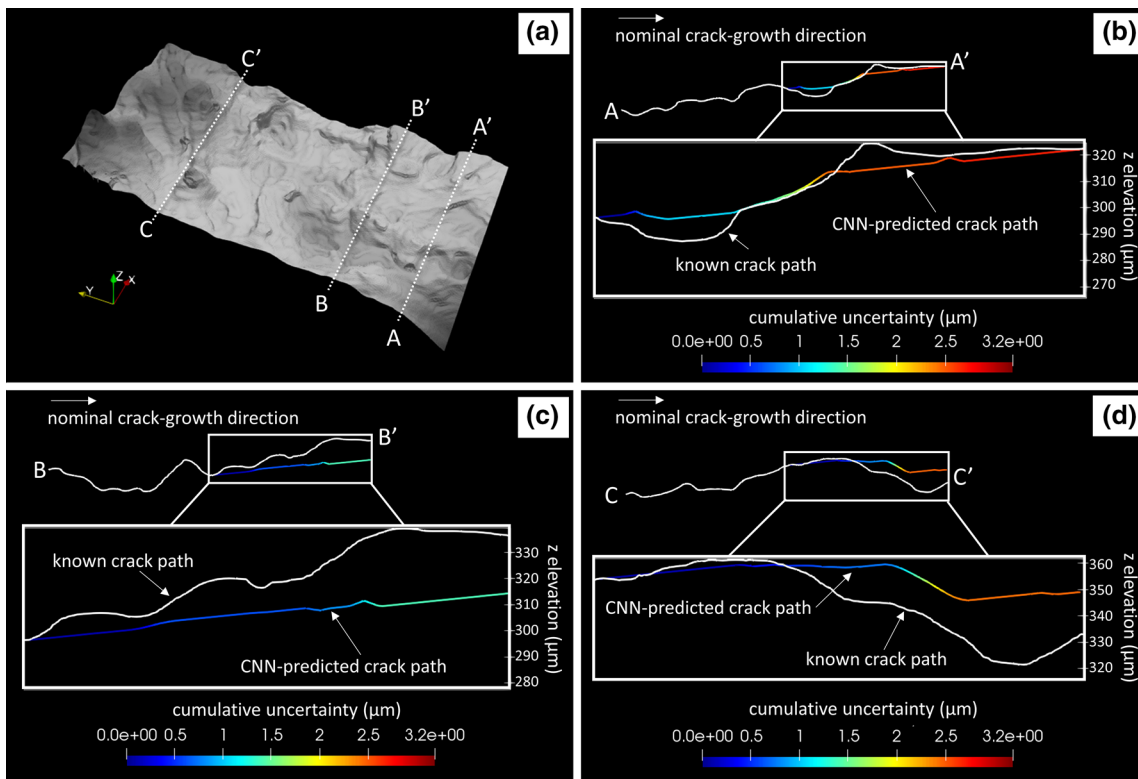 (a)
C'
B'
A'
C
B
A
Z
X
Y
(b)
nominal crack-growth direction
A'
A
320
310
300
290
280
270
z elevation (µm)
CNN-predicted crack path
known crack path
cumulative uncertainty (µm)
0.0e+00 0.5 1 1.5 2 2.5 3.2e+00
(c)
nominal crack-growth direction
B'
B
known crack path
330
320
310
300
290
280
z elevation (µm)
CNN-predicted crack path
cumulative uncertainty (µm)
0.0e+00 0.5 1 1.5 2 2.5 3.2e+00
(d)
nominal crack-growth direction
C'
C
360
350
340
330
320
z elevation (µm)
CNN-predicted crack path
known crack path
cumulative uncertainty (µm)
0.0e+00 0.5 1 1.5 2 2.5 3.2e+00